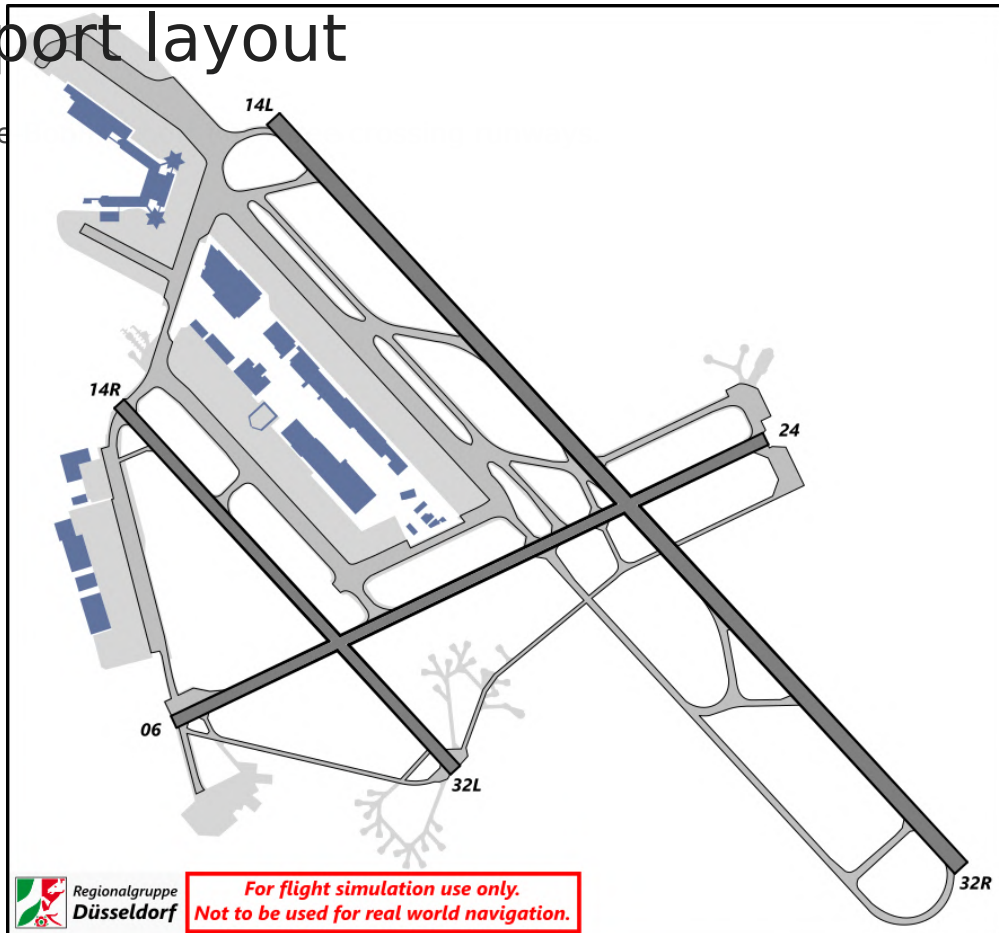 port layout
14L
14R
24
06
32L
32R
Regionalgruppe
Düsseldorf
For flight simulation use only.
Not to be used for real world navigation.